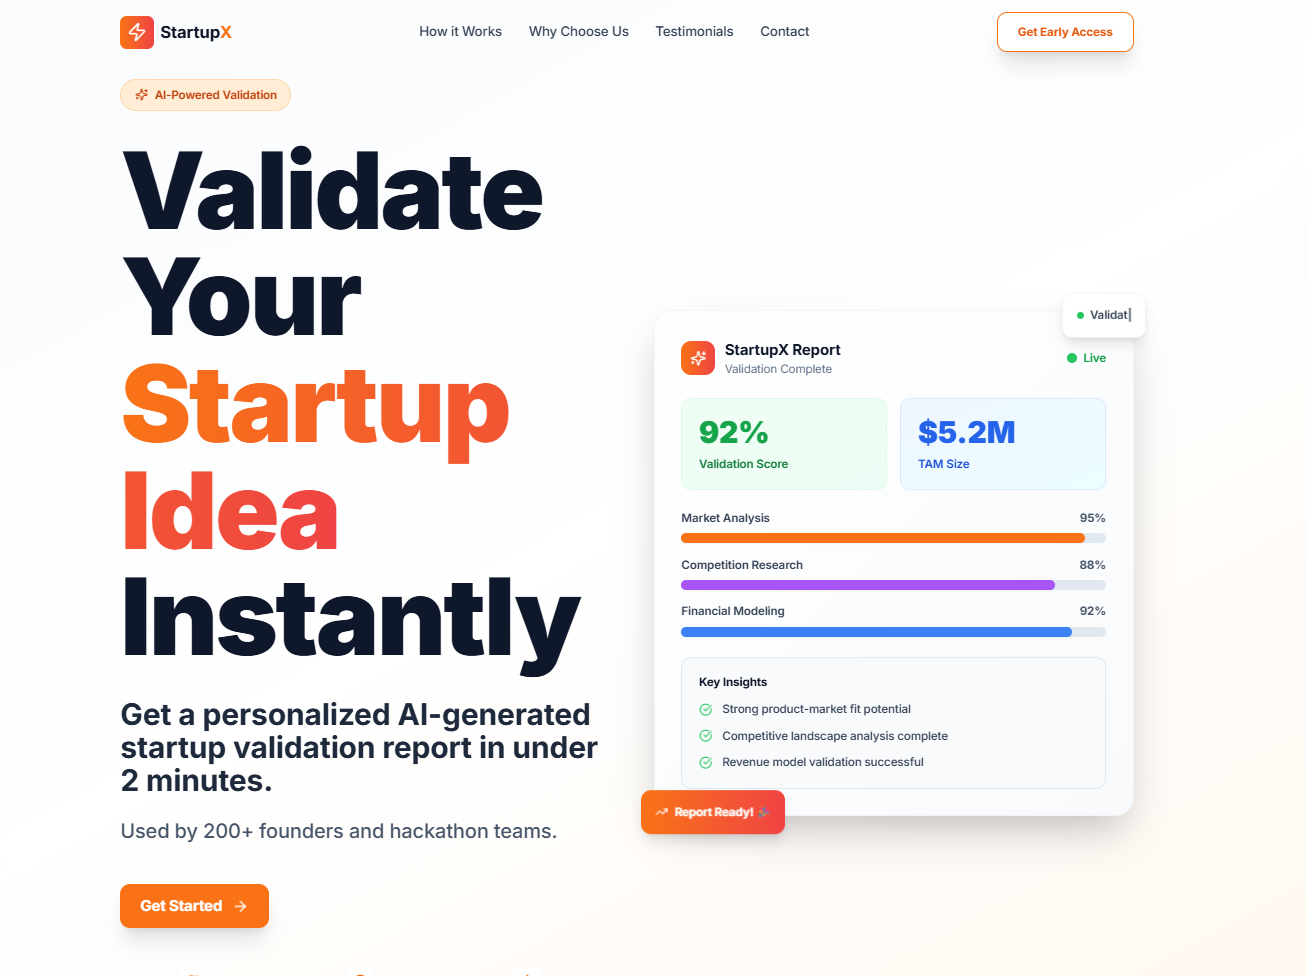 StartupX
How it Works
Why Choose Us
Testimonials
Contact
Get Early Access
AI-Powered Validation
Validate
Your
Startup
Idea
Instantly
Get a personalized AI-generated
startup validation report in under
2 minutes.
Used by 200+ founders and hackathon teams.
Get Started
Validat
StartupX Report
Validation Complete
Live
92%
Validation Score
$5.2M
TAM Size
Market Analysis
95%
Competition Research
88%
Financial Modeling
92%
Key Insights
Strong product-market fit potential
Competitive landscape analysis complete
Revenue model validation successful
Report Ready! 🎉